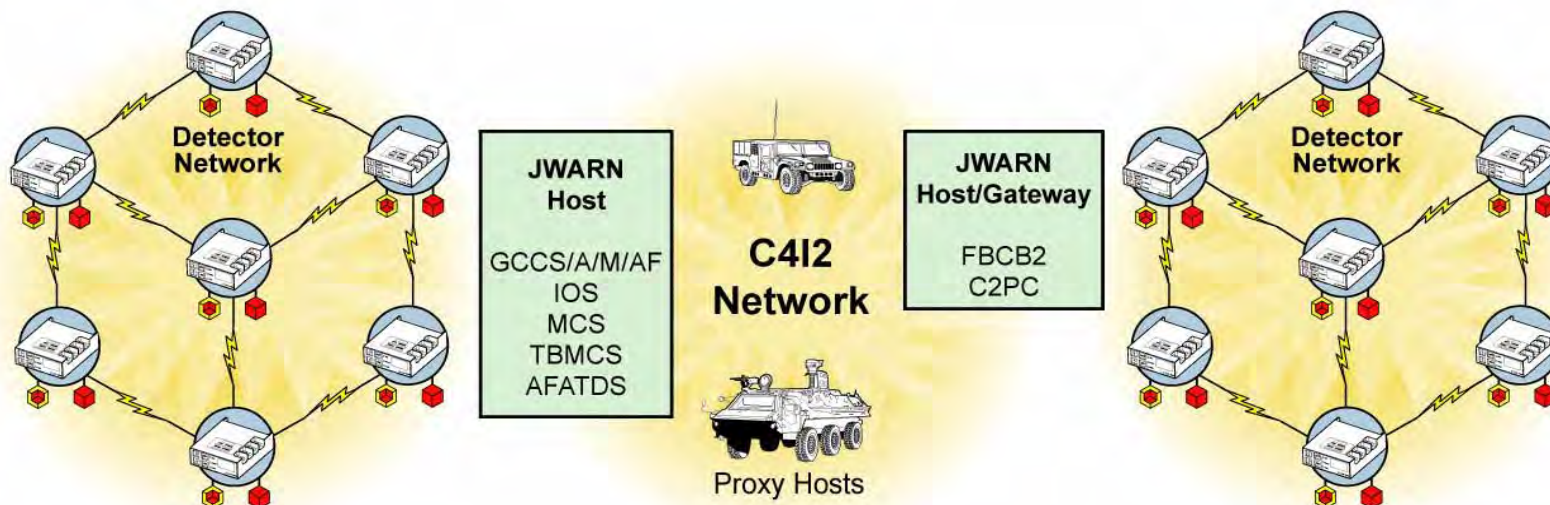 Detector
Network
JWARN
Host
GCCS/A/M/AF
IOS
MCS
TBMCS
AFATDS
C4I2
Network
Proxy Hosts
JWARN
Host/Gateway
FBCB2
C2PC
Detector
Network